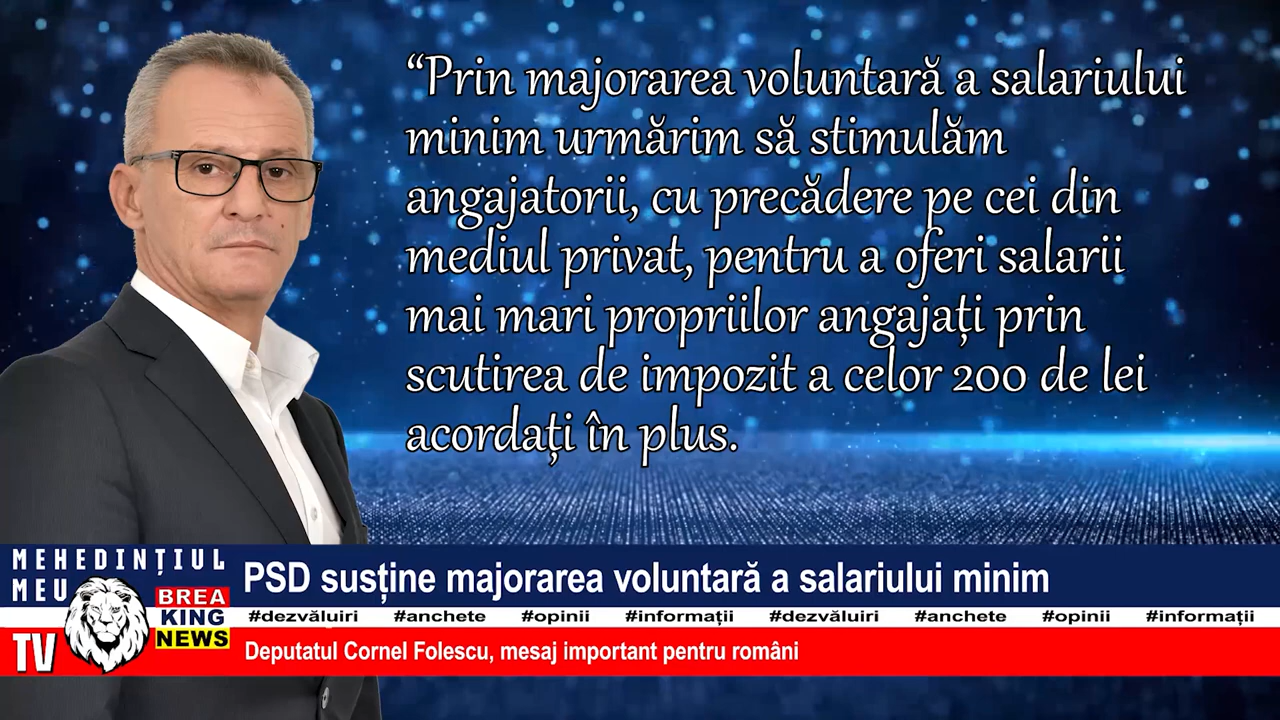 “Prin majorarea voluntară a salariului
minim urmărim să stimulăm
angajatorii, cu precădere pe cei din
mediul privat, pentru a oferi salarii
mai mari propriilor angajați prin
scutirea de impozit a celor 200 de lei
acordați în plus.
MEHEDINȚIUL
MEU
TV
BREA
KING
NEWS
PSD susține majorarea voluntară a salariului minim
#dezvăluiri #anchete #opinii #informații #dezvăluiri #anchete #opinii #informații
Deputatul Cornel Folescu, mesaj important pentru români